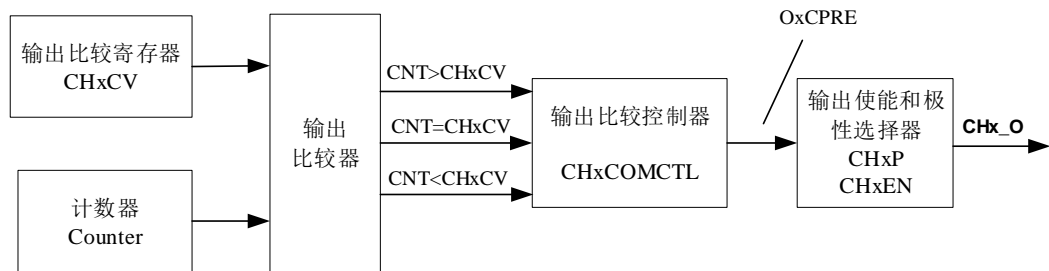 输出比较寄存器
CHxCV
计数器
Counter
输出
比较器
CNT>CHxCV
CNT=CHxCV
CNT<CHxCV
输出比较控制器
CHxCOMCTL
OxCPRE
输出使能和极
性选择器
CHxP
CHxEN
CHx_O